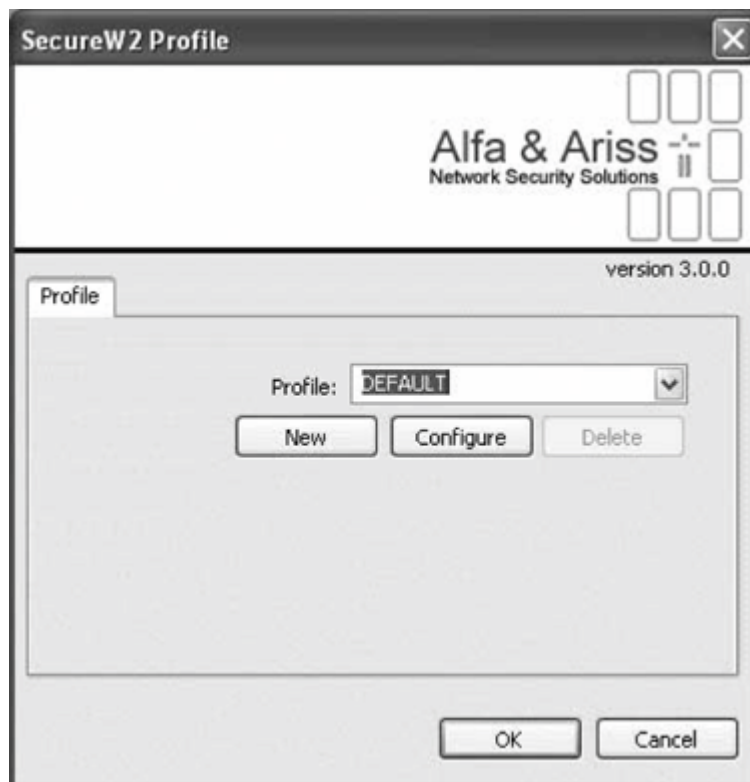 SecureW2 Profile
Alfa & Ariss
Network Security Solutions
version 3.0.0
Profile
Profile: DEFAULT
New Configure Delete
OK Cancel